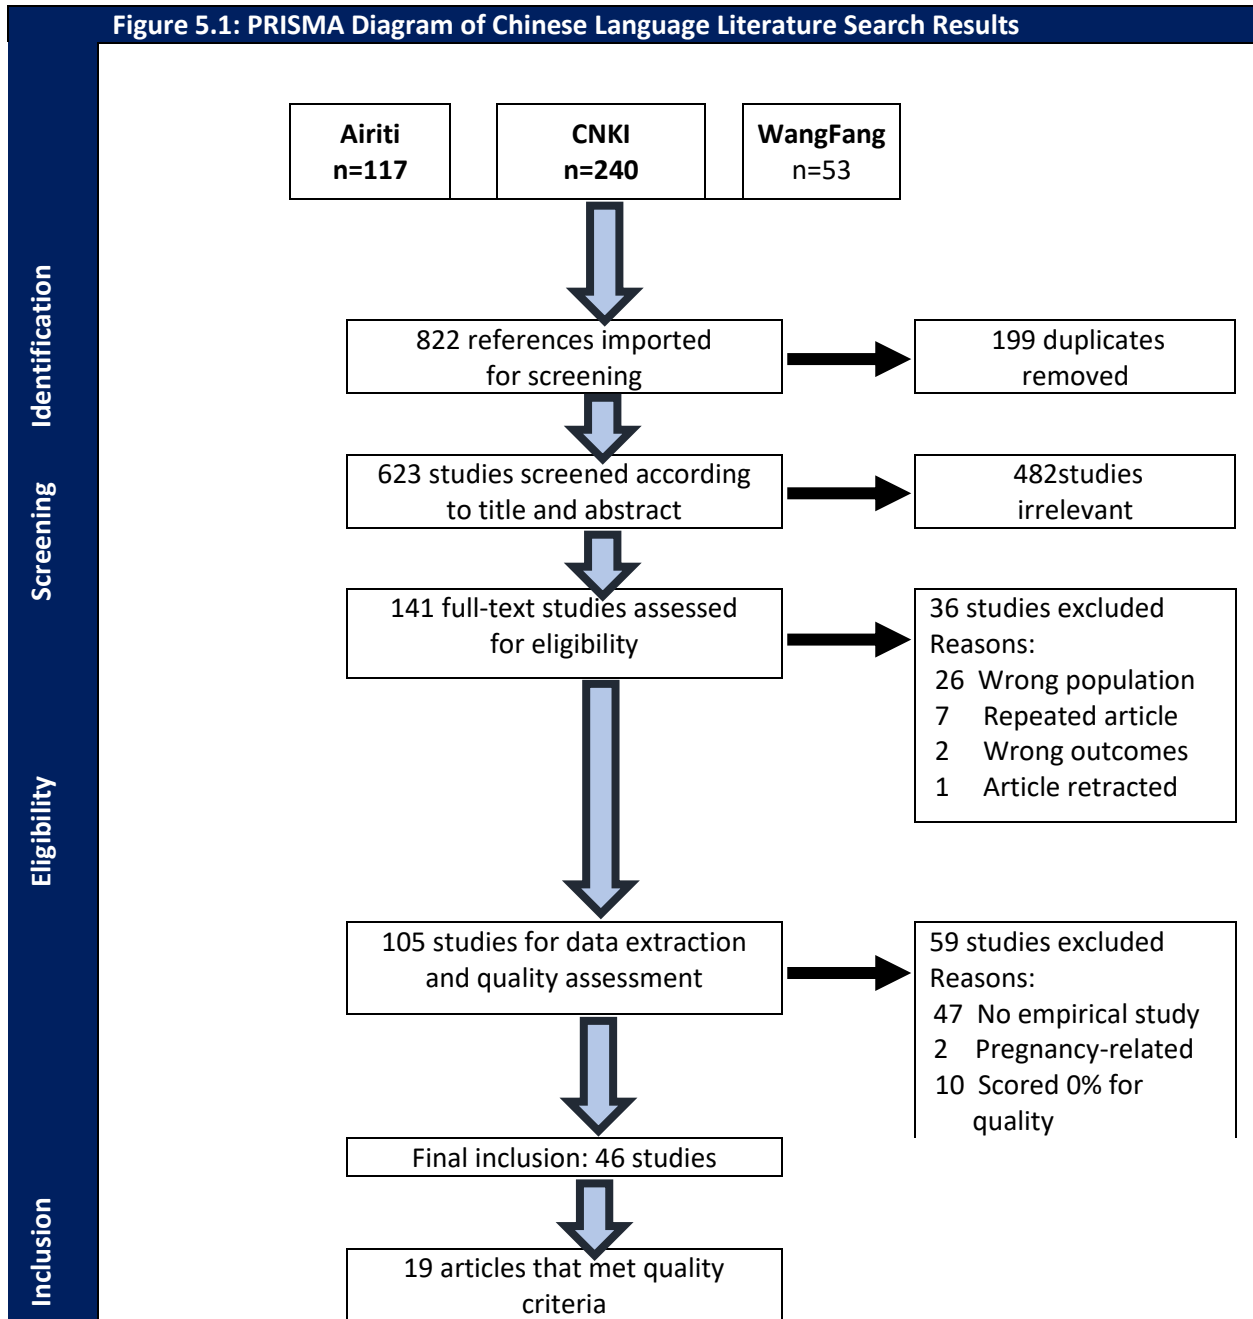 Figure 5.1: PRISMA Diagram of Chinese Language Literature Search Results
Airiti
n=117
CNKI
n=240
WangFang
n=53
Identification
822 references imported
for screening
199 duplicates
removed
Screening
623 studies screened according
to title and abstract
482studies
irrelevant
141 full-text studies assessed
for eligibility
36 studies excluded
Reasons:
26 Wrong population
7 Repeated article
2 Wrong outcomes
1 Article retracted
Eligibility
105 studies for data extraction
and quality assessment
59 studies excluded
Reasons:
47 No empirical study
2 Pregnancy-related
10 Scored 0% for
quality
Final inclusion: 46 studies
Inclusion
19 articles that met quality
criteria